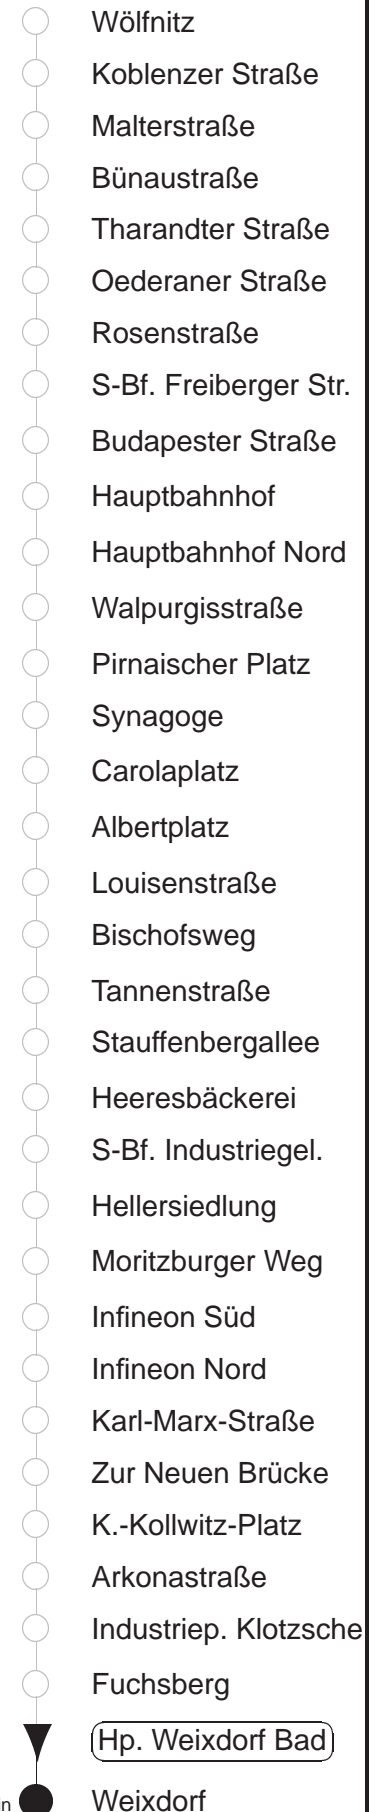 Wölfnitz
Koblenzer Straße
Malterstraße
Bünaustraße
Tharandter Straße
Oederaner Straße
Rosenstraße
S-Bf. Freiberger Str.
Budapester Straße
Hauptbahnhof
Hauptbahnhof Nord
Walpurgisstraße
Pirnaischer Platz
Synagoge
Carolaplatz
Albertplatz
Louisenstraße
Bischofsweg
Tannenstraße
Stauffenbergallee
Heeresbäckerei
S-Bf. Industriegel.
Hellersiedlung
Moritzburger Weg
Infineon Süd
Infineon Nord
Karl-Marx-Straße
Zur Neuen Brücke
K.-Kollwitz-Platz
Arkonastraße
Industriep. Klotzsche
Fuchsberg
Hp. Weixdorf Bad
Weixdorf